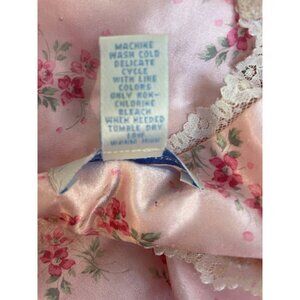 MACHINE
WASH COLD
DELICATE
CYCLE
WITH LIKE
COLORS
ONLY NON-
CHLORINE
BLEACH
WHEN NEEDED
TUMBLE DRY
LOW